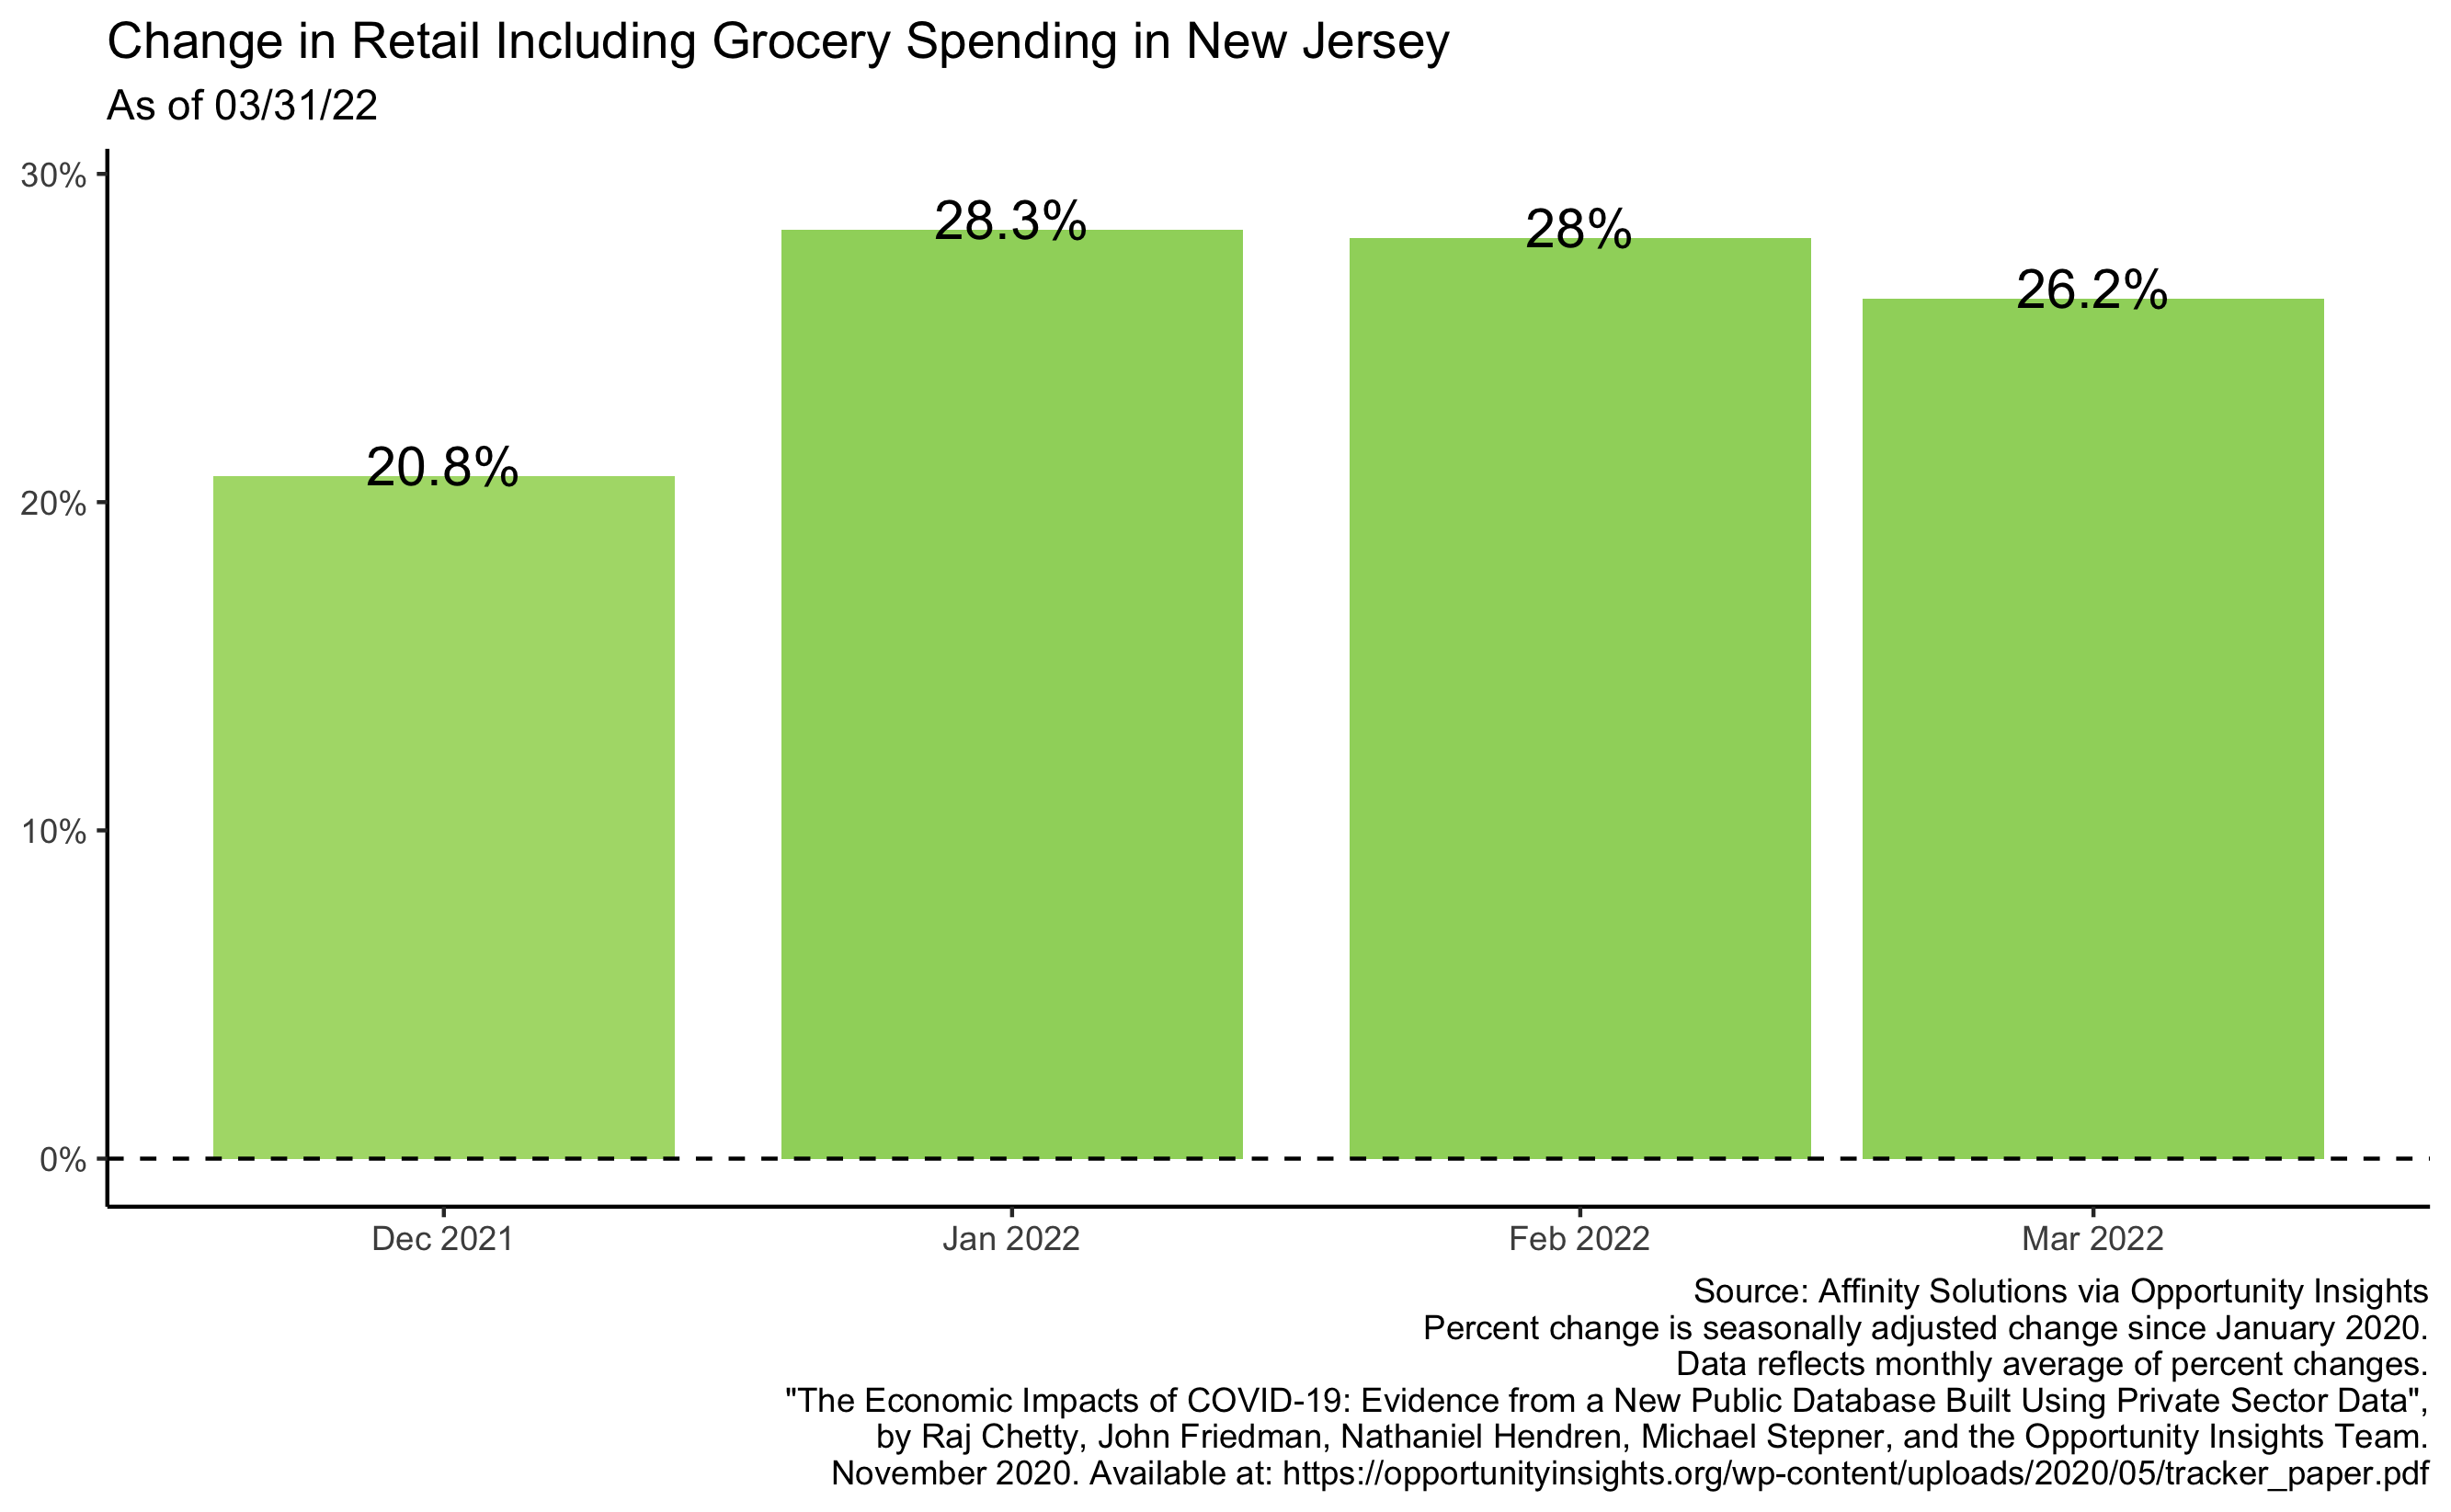 Change in Retail Including Grocery Spending in New Jersey
As of 03/31/22
30%
20%
10%
0%
20.8%
28.3%
28%
26.2%
Dec 2021
Jan 2022
Feb 2022
Mar 2022
Source: Affinity Solutions via Opportunity Insights
Percent change is seasonally adjusted change since January 2020.
Data reflects monthly average of percent changes.
"The Economic Impacts of COVID-19: Evidence from a New Public Database Built Using Private Sector Data",
by Raj Chetty, John Friedman, Nathaniel Hendren, Michael Stepner, and the Opportunity Insights Team.
November 2020. Available at: https://opportunityinsights.org/wp-content/uploads/2020/05/tracker_paper.pdf